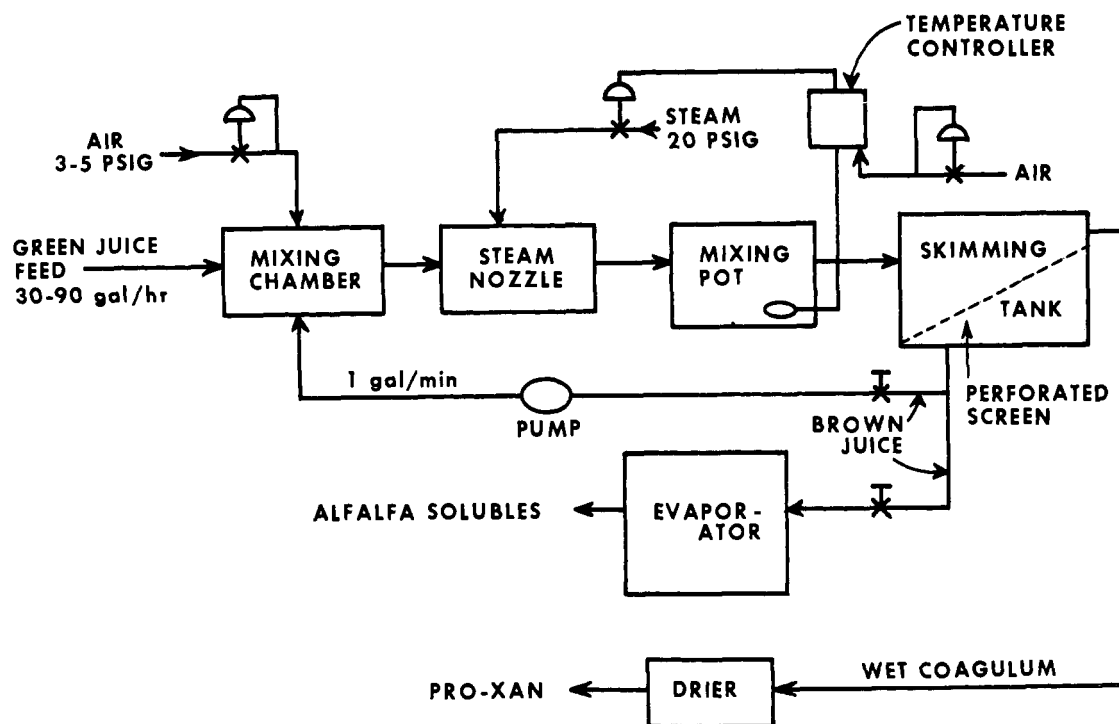 TEMPERATURE
CONTROLLER
AIR
3-5 PSIG
STEAM
20 PSIG
AIR
GREEN JUICE
FEED
30-90 gal/hr
MIXING
CHAMBER
STEAM
NOZZLE
MIXING
POT
SKIMMING
TANK
1 gal/min
PUMP
BROWN
JUICE
PERFORATED
SCREEN
ALFALFA SOLUBLES
EVAPOR-
ATOR
WET COAGULUM
PRO-XAN
DRIER